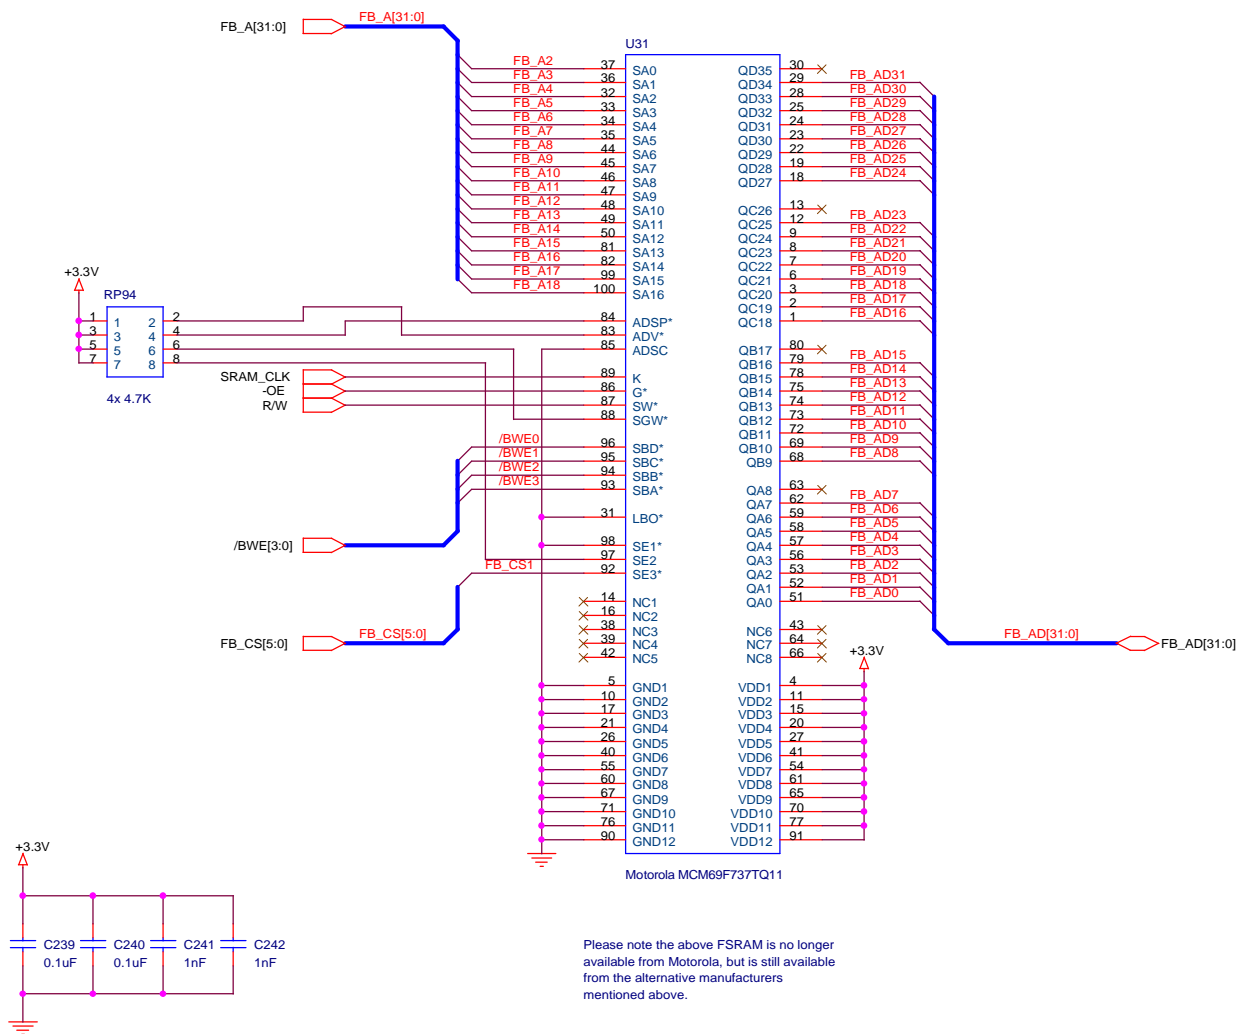 FB_A[31:0]
FB_A[31:0]
U31
FB_A2 37 SA0 QD35 30
FB_A3 36 SA1 QD34 29 FB_AD31
FB_A4 32 SA2 QD33 28 FB_AD30
FB_A5 33 SA3 QD32 25 FB_AD29
FB_A6 34 SA4 QD31 24 FB_AD28
FB_A7 35 SA5 QD30 23 FB_AD27
FB_A8 44 SA6 QD29 22 FB_AD26
FB_A9 45 SA7 QD28 19 FB_AD25
FB_A10 46 SA8 QD27 18 FB_AD24
FB_A11 47 SA9
FB_A12 48 SA10 QC26 13
FB_A13 49 SA11 QC25 12 FB_AD23
FB_A14 50 SA12 QC24 9 FB_AD22
FB_A15 81 SA13 QC23 8 FB_AD21
FB_A16 82 SA14 QC22 7 FB_AD20
FB_A17 99 SA15 QC21 6 FB_AD19
FB_A18 100 SA16 QC20 3 FB_AD18
QC19 2 FB_AD17
+3.3V
RP94
1 1 2 2 84 ADSP* QC18 1 FB_AD16
3 3 4 4 83 ADV*
5 5 6 6 85 ADSC QB17 80
7 7 8 8 QB16 79 FB_AD15
4x 4.7K
SRAM_CLK 89 K QB15 78 FB_AD14
-OE 86 G* QB14 75 FB_AD13
R/W 87 SW* QB13 74 FB_AD12
88 SGW* QB12 73 FB_AD11
QB11 72 FB_AD10
/BWE0 96 SBD* QB10 69 FB_AD9
/BWE1 95 SBC* QB9 68 FB_AD8
/BWE2 94 SBB*
/BWE3 93 SBA* QA8 63
QA7 62 FB_AD7
31 LBO* QA6 59 FB_AD6
QA5 58 FB_AD5
/BWE[3:0]
98 SE1* QA4 57 FB_AD4
97 SE2 QA3 56 FB_AD3
FB_CS1 92 SE3* QA2 53 FB_AD2
QA1 52 FB_AD1
14 NC1 QA0 51 FB_AD0
16 NC2
38 NC3 NC6 43
39 NC4 NC7 64
42 NC5 NC8 66
FB_CS[5:0]
FB_CS[5:0]
FB_AD[31:0]
FB_AD[31:0]
+3.3V
5 GND1 VDD1 4
10 GND2 VDD2 11
17 GND3 VDD3 15
21 GND4 VDD4 20
26 GND5 VDD5 27
40 GND6 VDD6 41
55 GND7 VDD7 54
60 GND8 VDD8 61
67 GND9 VDD9 65
71 GND10 VDD10 70
76 GND11 VDD11 77
90 GND12 VDD12 91
Motorola MCM69F737TQ11
+3.3V
C239 C240 C241 C242
0.1uF 0.1uF 1nF 1nF
Please note the above FSRAM is no longer
available from Motorola, but is still available
from the alternative manufacturers
mentioned above.